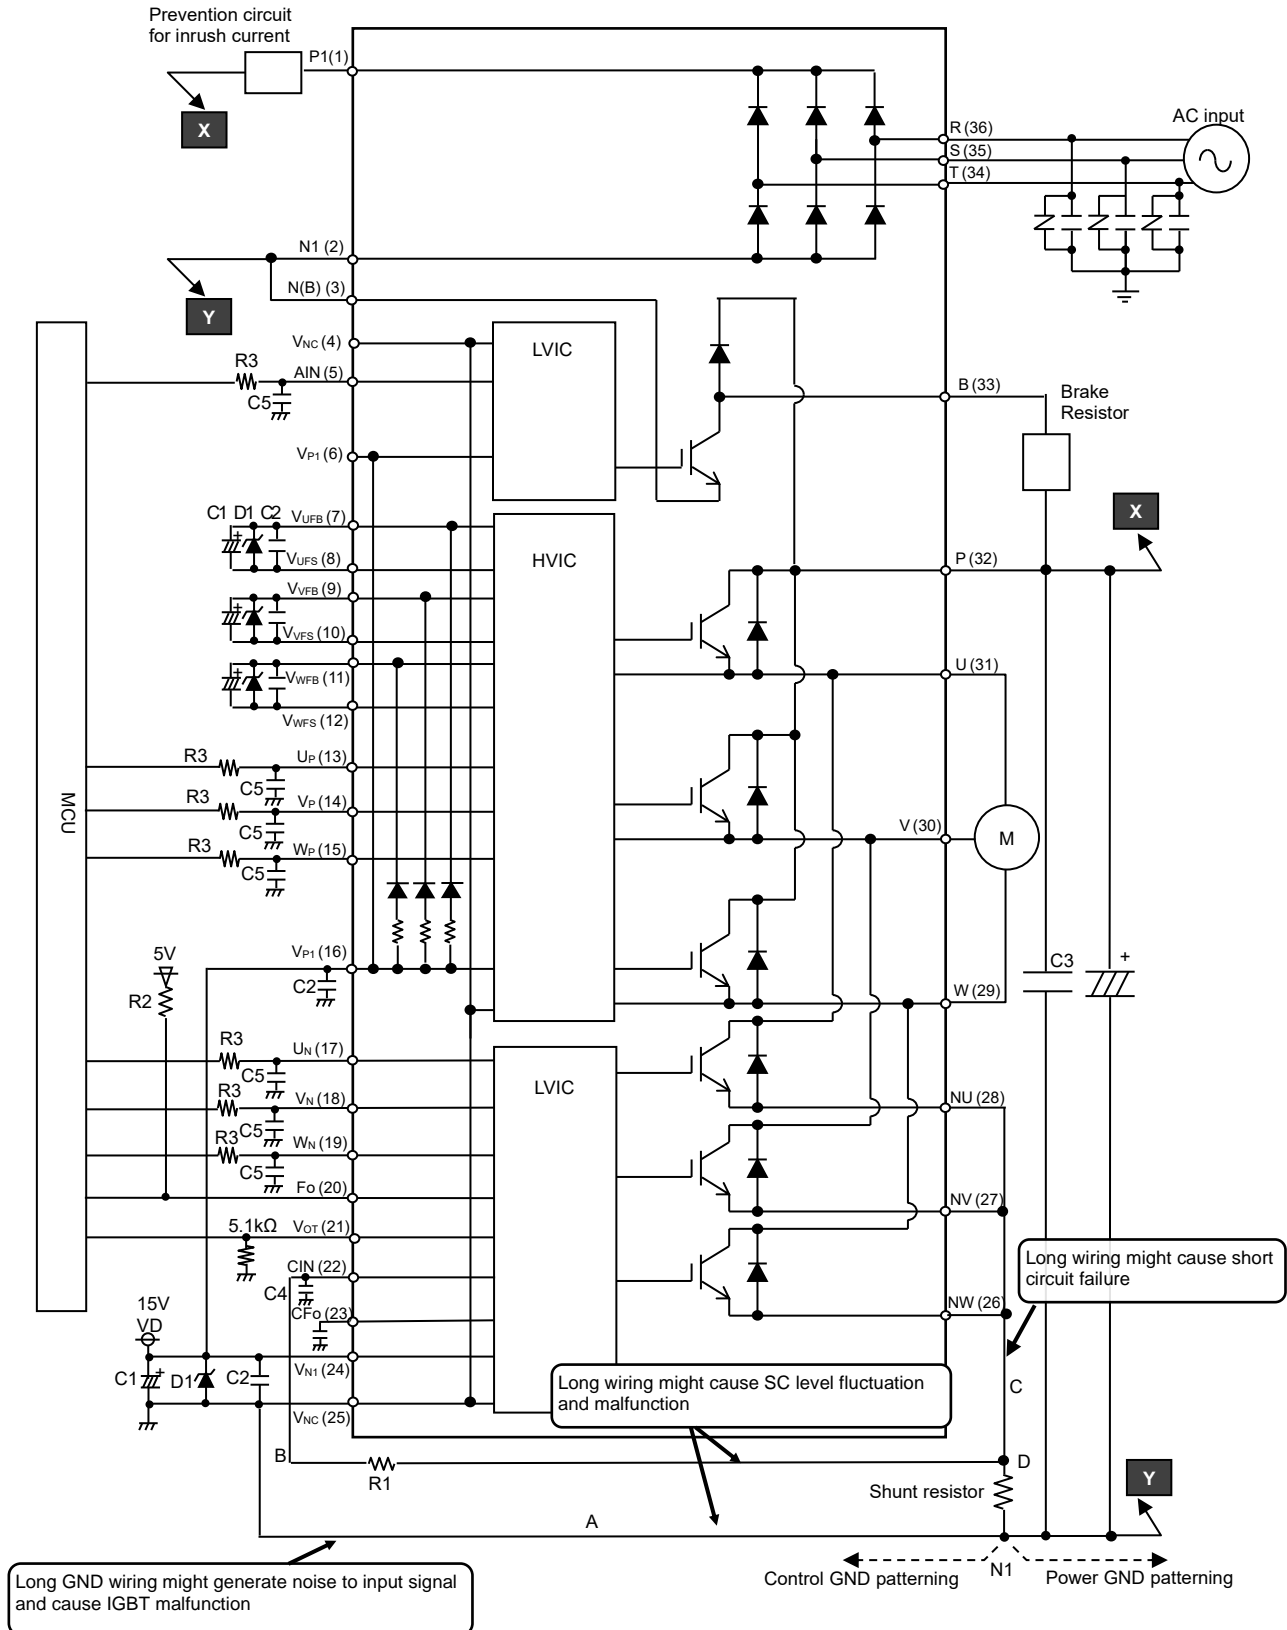 Prevention circuit
for inrush current
P1(1)
X
AC input
R (36)
S (35)
T (34)
N1 (2)
N(B) (3)
Y
VNC (4)
LVIC
R3
AIN (5)
C5
B (33)
Brake
Resistor
VP1 (6)
X
C1 D1 C2
VUFB (7)
VUFS (8)
HVIC
P (32)
+
VVFB (9)
VVFS (10)
+
VWFB (11)
U (31)
+
VWFS (12)
R3
UP (13)
C5
R3
VP (14)
C5
MCU
V (30)
M
R3
WP (15)
C5
5V
VP1 (16)
C2
R2
C3
+
W (29)
R3
UN (17)
C5
LVIC
R3
VN (18)
NU (28)
C5
R3
WN (19)
C5
Fo (20)
NV (27)
5.1kΩ
VOT (21)
CIN (22)
C4
Long wiring might cause short
circuit failure
15V
VD
CFo (23)
NW (26)
C1
+
D1
C2
VN1 (24)
Long wiring might cause SC level fluctuation
and malfunction
C
VNC (25)
B
R1
D
Shunt resistor
Y
A
Long GND wiring might generate noise to input signal
and cause IGBT malfunction
Control GND patterning
N1
Power GND patterning